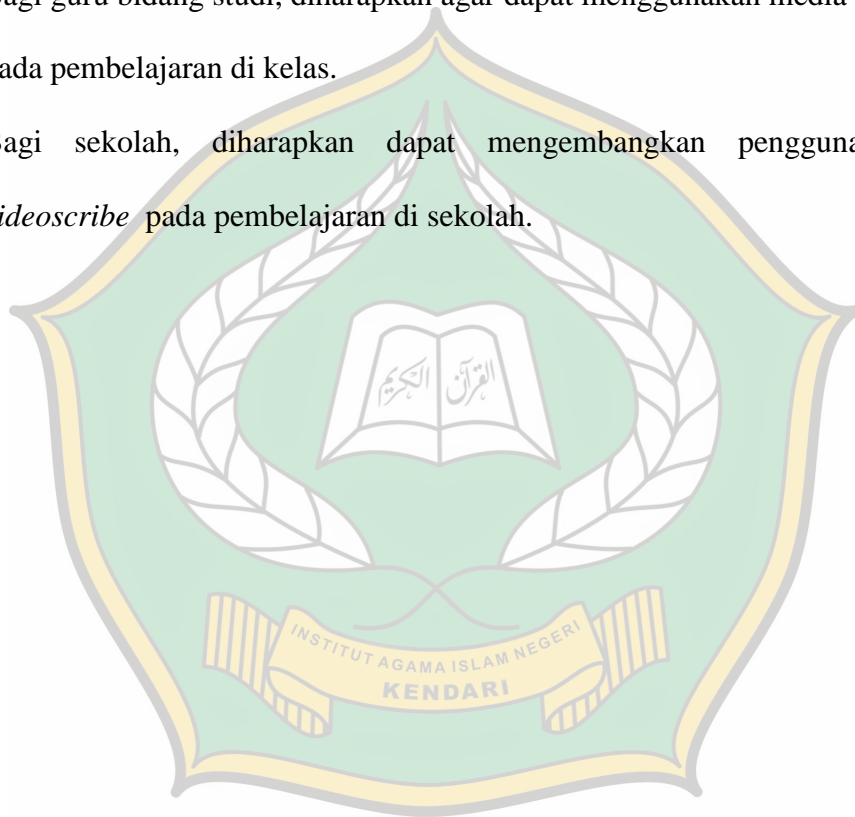 agi guru bidang studi, diharapkan agar dapat menggunakan media
ada pembelajaran di kelas.
agi sekolah, diharapkan dapat mengembangkan pengguna
ideoscribe pada pembelajaran di sekolah.
القرآن الكريم
INSTITUT AGAMA ISLAM NEGERI
KENDARI